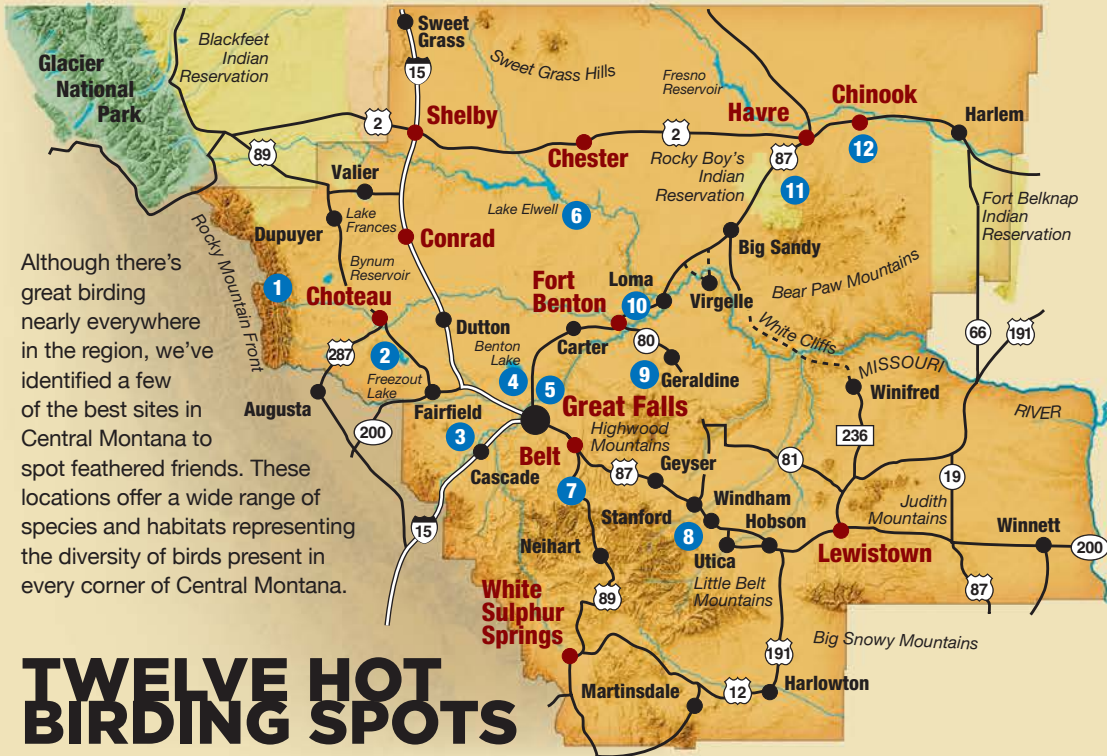 Sweet
Grass
Blackfeet
Indian
Reservation
Glacier
National
Park
15
Sweet Grass Hills
Fresno
Reservoir
Chinook
Havre
Harlem
2
Shelby
2
Chester
87
12
89
Rocky Boy's
Indian
Reservation
11
Valier
Lake
Frances
Lake Elwell
6
Fort Belknap
Indian
Reservation
Dupuyer
Conrad
Big Sandy
Rocky Mountain Front
Bynum
Reservoir
Although there's
great birding
nearly everywhere
in the region, we've
identified a few
of the best sites in
Central Montana to
spot feathered friends. These
locations offer a wide range of
species and habitats representing
the diversity of birds present in
every corner of Central Montana.
1
Choteau
Fort
Benton
Loma
10
Virgelle
Bear Paw Mountains
Dutton
Benton
Lake
Carter
80
White Cliffs
66
191
287
2
Freezout
Lake
4
5
9
Geraldine
MISSOURI
RIVER
Winifred
Augusta
Fairfield
Great Falls
Highwood
Mountains
200
3
Cascade
Belt
87
Geyser
81
236
19
7
Stanford
Windham
Hobson
Judith
Mountains
Winnett
15
Neihart
8
Utica
Lewistown
200
Little Belt
Mountains
White
Sulphur
Springs
89
87
Big Snowy Mountains
191
Martinsdale
12
Harlowton
TWELVE HOT
BIRDING SPOTS